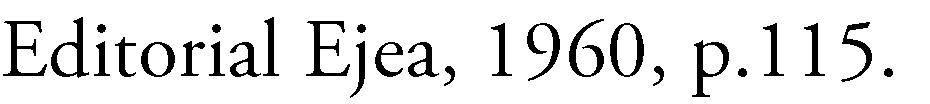 Editorial Ejea, 1960, p.115.